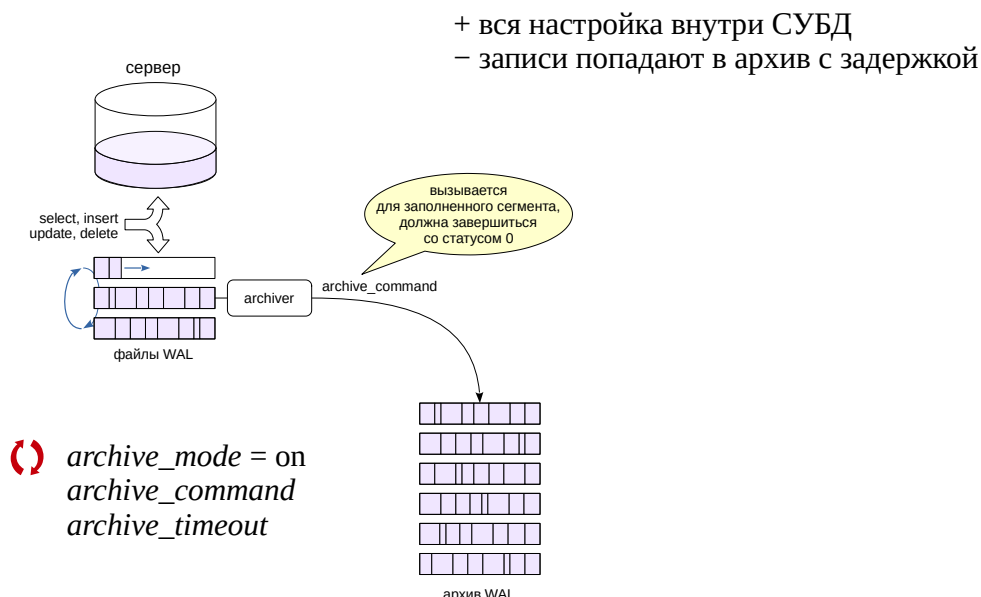 + вся настройка внутри СУБД
− записи попадают в архив с задержкой
сервер
вызывается
для заполненного сегмента,
должна завершиться
со статусом 0
select, insert
update, delete
archive_command
archiver
файлы WAL
archive_mode = on
archive_command
archive_timeout
архив WAL